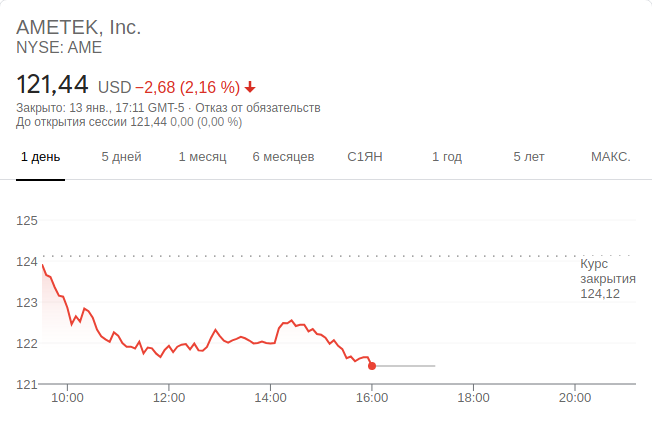 AMETEK, Inc.
NYSE: AME
121,44 USD −2,68 (2,16 %)
Закрыто: 13 янв., 17:11 GMT-5 · Отказ от обязательств
До открытия сессии 121,44 0,00 (0,00 %)
1 день 5 дней 1 месяц 6 месяцев С1ЯН 1 год 5 лет МАКС.
125
124
123
122
121
Курс
закрытия
124,12
10:00 12:00 14:00 16:00 18:00 20:00